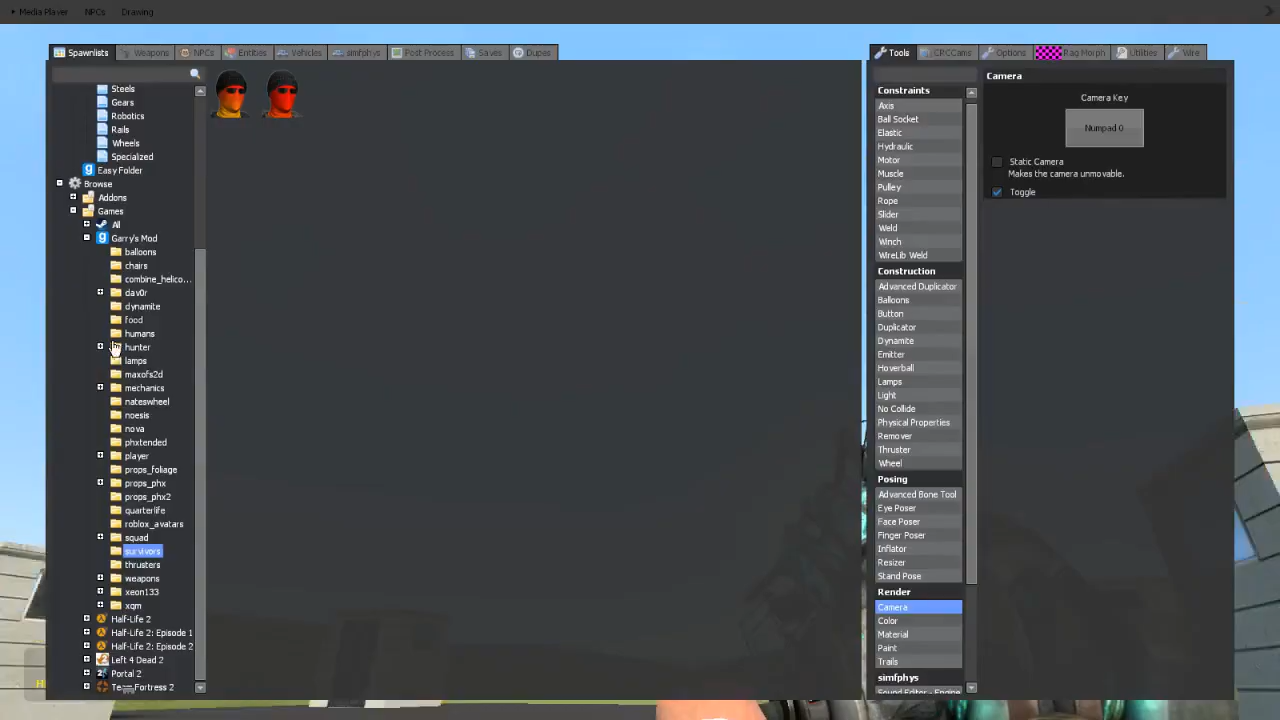 Media Player NPCs Drawing
Spawnlists Weapons NPCs Entities Vehicles simfphys Post Process Saves Dupes
Steels
Gears
Robotics
Rails
Wheels
Specialized
Easy Folder
Browse
Addons
Games
All
Garry's Mod
balloons
chairs
combine_helico...
dav0r
dynamite
food
humans
hunter
lamps
maxofs2d
mechanics
nateswheel
noesis
nova
phxtended
player
props_foliage
props_phx
props_phx2
quarterlife
roblox_avatars
squad
survivors
thrusters
weapons
xeon133
xqm
Half-Life 2
Half-Life 2: Episode 1
Half-Life 2: Episode 2
Left 4 Dead 2
Portal 2
Team Fortress 2
Tools CRCCams Options Rag Morph Utilities Wire
Constraints
Axis
Ball Socket
Elastic
Hydraulic
Motor
Muscle
Pulley
Rope
Slider
Weld
Winch
WireLib Weld
Construction
Advanced Duplicator
Balloons
Button
Duplicator
Dynamite
Emitter
Hoverball
Lamps
Light
No Collide
Physical Properties
Remover
Thruster
Wheel
Posing
Advanced Bone Tool
Eye Poser
Face Poser
Finger Poser
Inflator
Resizer
Stand Pose
Render
Camera
Color
Material
Paint
Trails
simfphys
Sound Editor - Engine
Camera
Camera Key
Numpad 0
Static Camera
Makes the camera unmovable.
Toggle